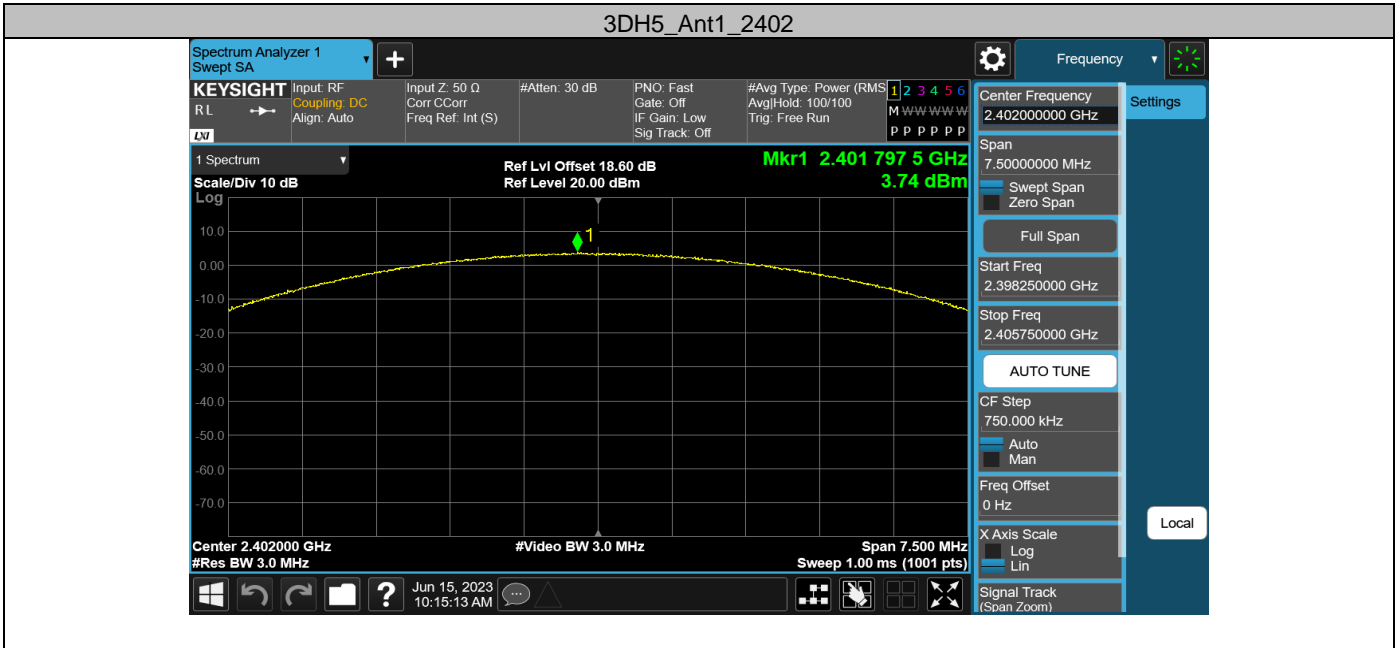 3DH5_Ant1_2402
Spectrum Analyzer 1
Swept SA
Frequency
KEYSIGHT
R L
LXI
Input: RF
Coupling: DC
Align: Auto
Input Z: 50 Ω
Corr CCorr
Freq Ref: Int (S)
#Atten: 30 dB
PNO: Fast
Gate: Off
IF Gain: Low
Sig Track: Off
#Avg Type: Power (RMS
Avg|Hold: 100/100
Trig: Free Run
1 2 3 4 5 6
M W W W W W
P P P P P P
1 Spectrum
Scale/Div 10 dB
Ref Lvl Offset 18.60 dB
Ref Level 20.00 dBm
Mkr1 2.401 797 5 GHz
3.74 dBm
Log
10.0
0.00
-10.0
-20.0
-30.0
-40.0
-50.0
-60.0
-70.0
1
Center 2.402000 GHz
#Res BW 3.0 MHz
#Video BW 3.0 MHz
Span 7.500 MHz
Sweep 1.00 ms (1001 pts)
Center Frequency
2.402000000 GHz
Span
7.50000000 MHz
Swept Span
Zero Span
Full Span
Start Freq
2.398250000 GHz
Stop Freq
2.405750000 GHz
AUTO TUNE
CF Step
750.000 kHz
Auto
Man
Freq Offset
0 Hz
X Axis Scale
Log
Lin
Signal Track
(Span Zoom)
Settings
Local
?
Jun 15, 2023
10:15:13 AM